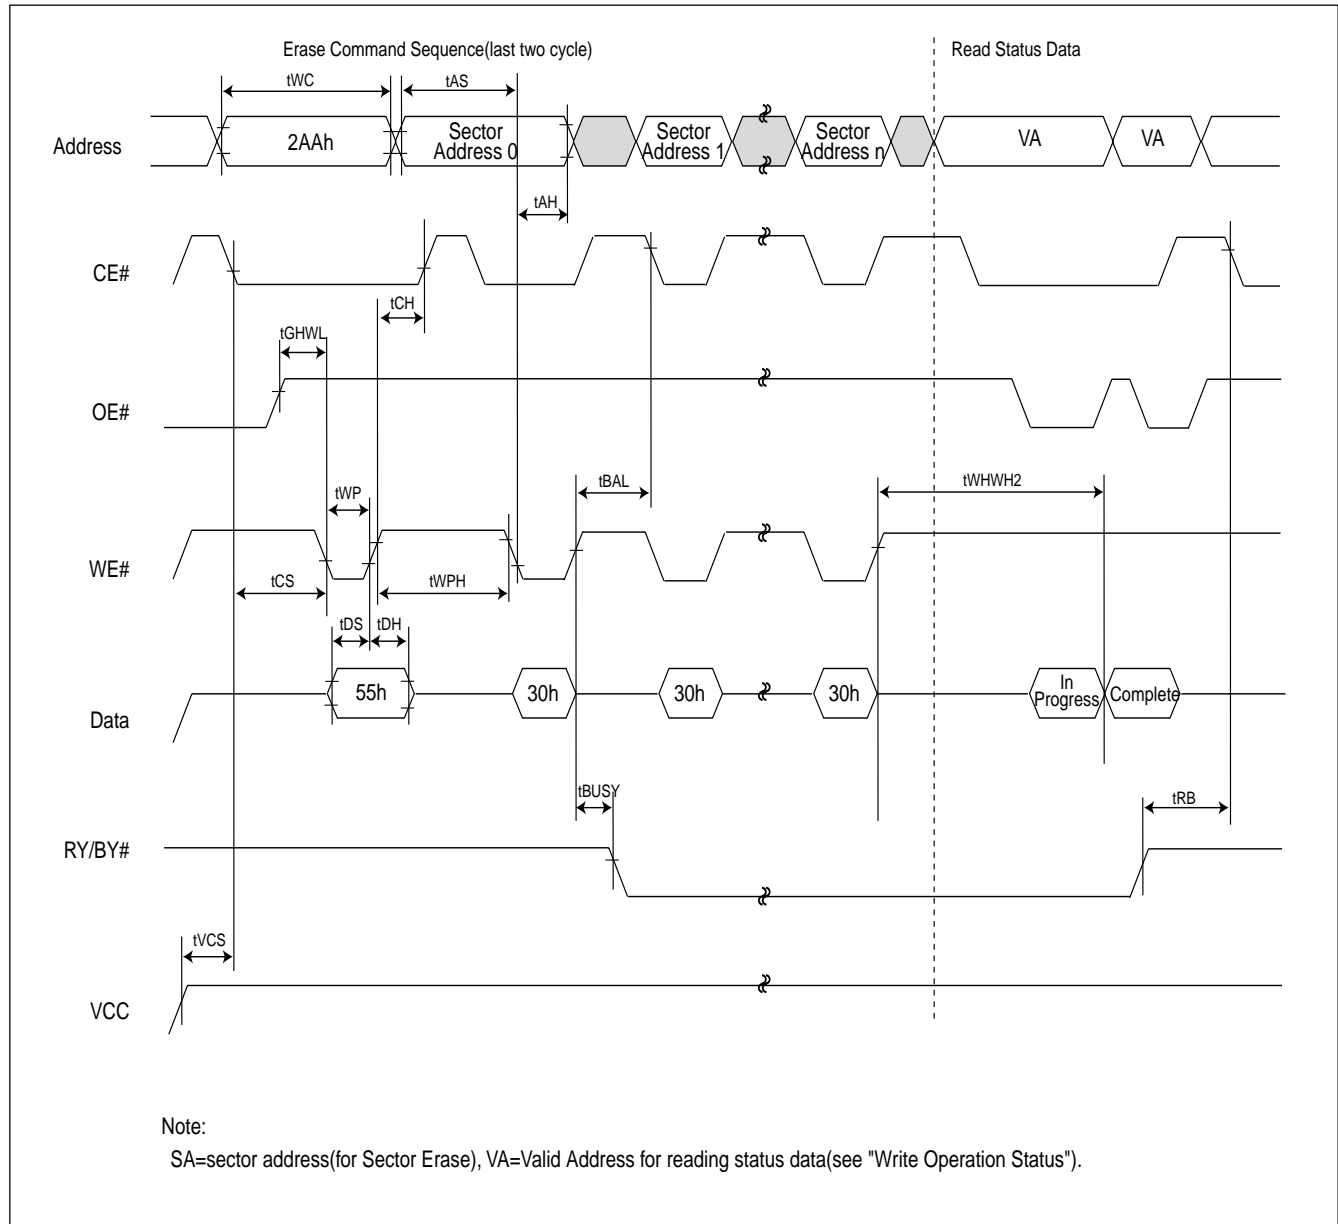 Erase Command Sequence(last two cycle)
Read Status Data
tWC
tAS
Address
2AAh
Sector
Address 0
Sector
Address 1
Sector
Address n
VA
VA
tAH
CE#
tCH
tGHWL
OE#
tBAL
tWHWH2
tWP
WE#
tCS
tWPH
tDS
tDH
Data
55h
30h
30h
30h
In
Progress
Complete
tBUSY
tRB
RY/BY#
tVCS
VCC
Note:
SA=sector address(for Sector Erase), VA=Valid Address for reading status data(see "Write Operation Status").